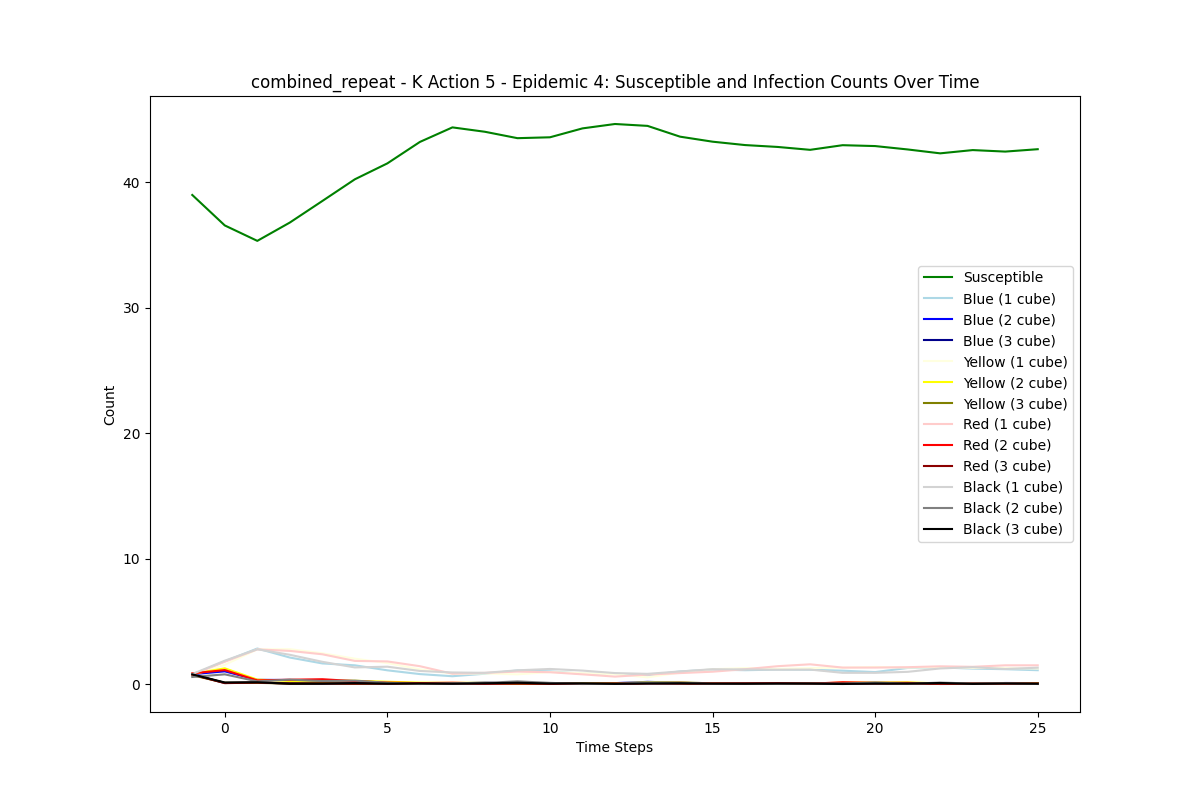 combined_repeat - K Action 5 - Epidemic 4: Susceptible and Infection Counts Over Time
40
30
20
10
0
Count
Susceptible
Blue (1 cube)
Blue (2 cube)
Blue (3 cube)
Yellow (1 cube)
Yellow (2 cube)
Yellow (3 cube)
Red (1 cube)
Red (2 cube)
Red (3 cube)
Black (1 cube)
Black (2 cube)
Black (3 cube)
0 5 10 15 20 25
Time Steps